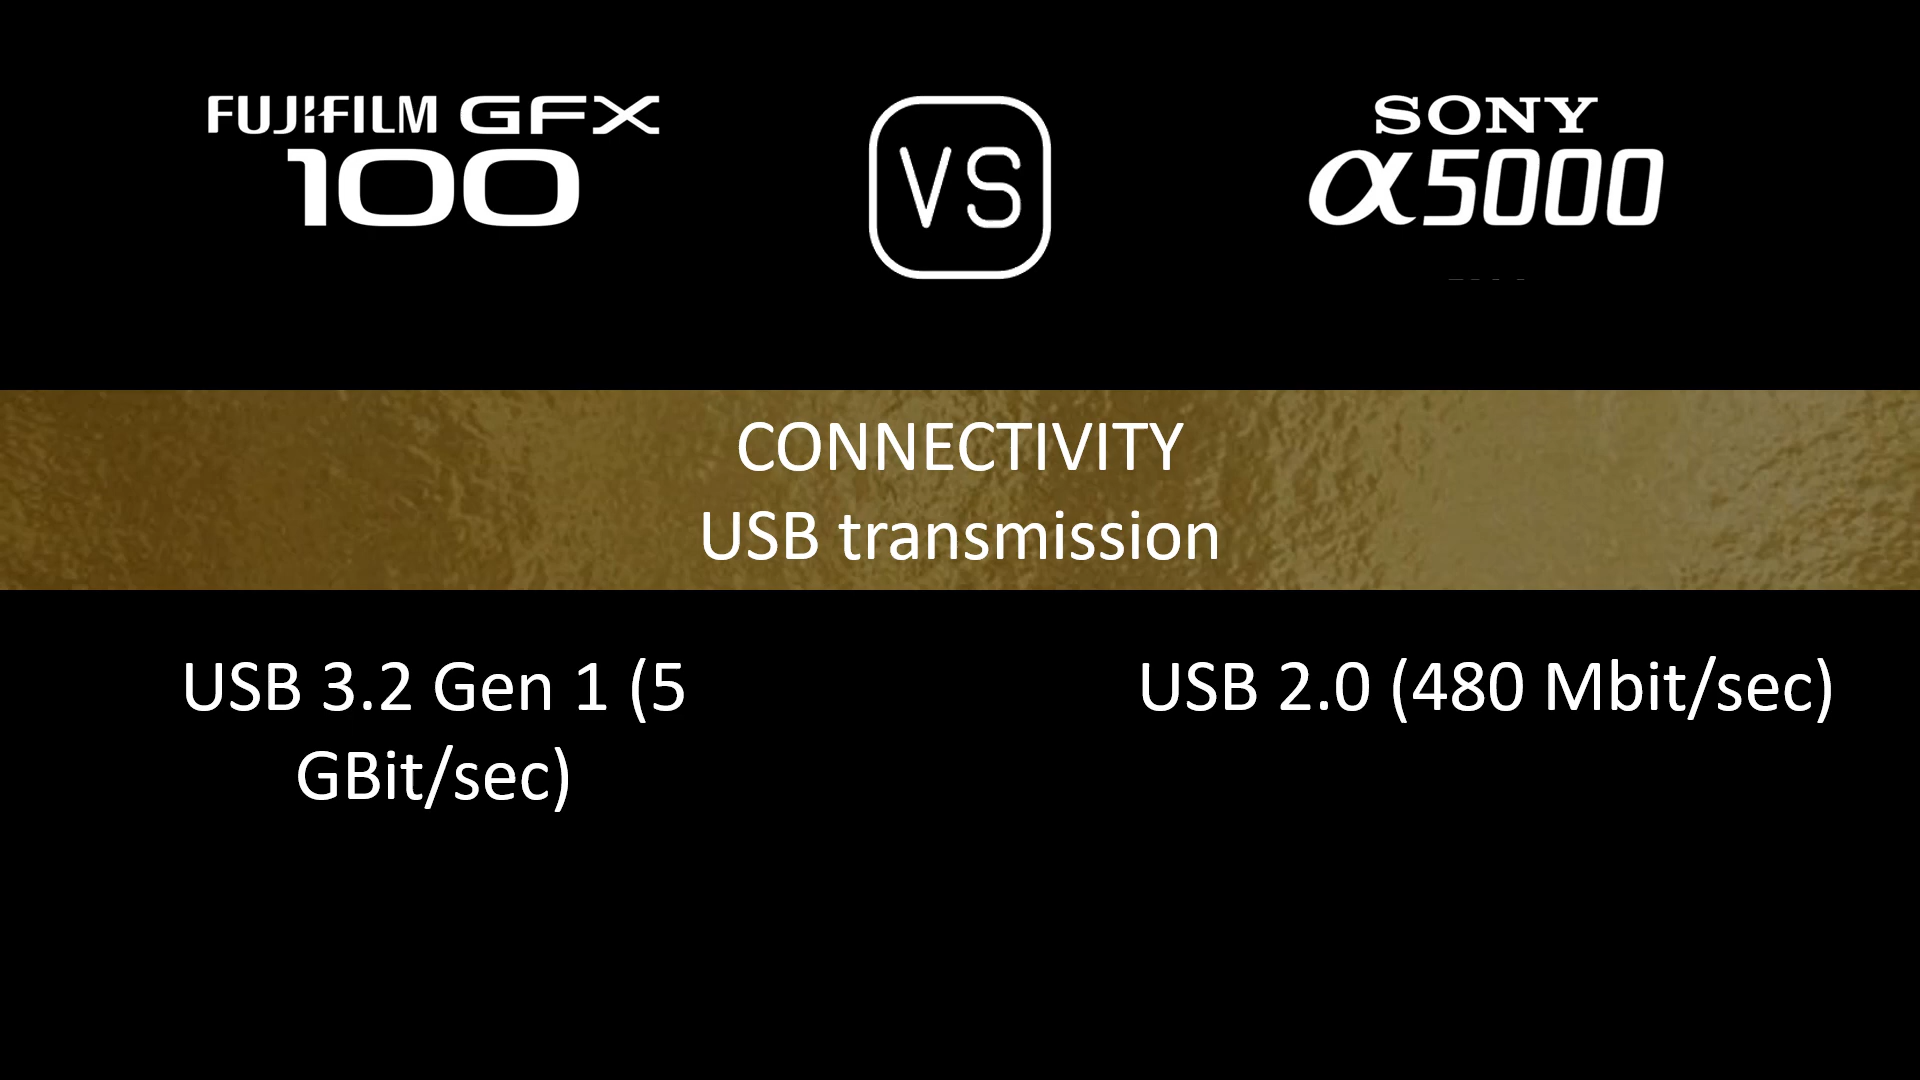 FUJIFILM GFX
100
VS
SONY
α5000
CONNECTIVITY
USB transmission
USB 3.2 Gen 1 (5
GBit/sec)
USB 2.0 (480 Mbit/sec)